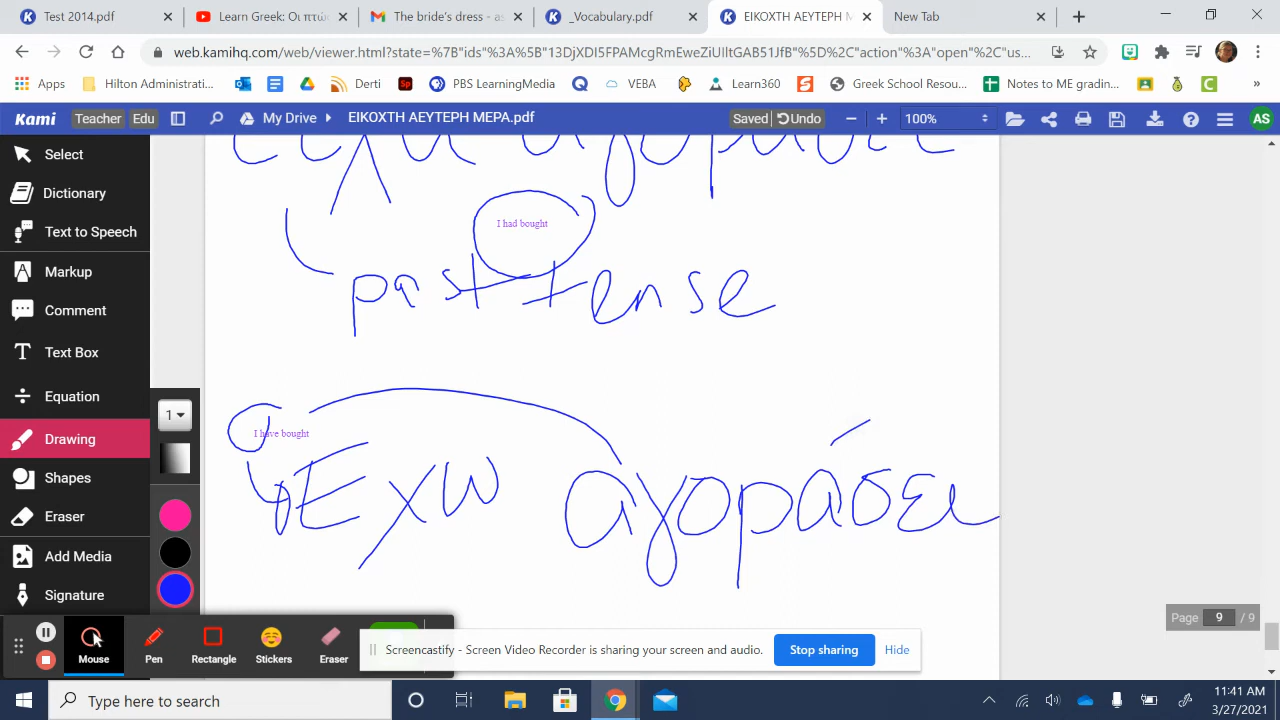 Test 2014.pdf
Learn Greek: Οι πτώ
The bride's dress - a
_Vocabulary.pdf
ΕΙΚΟΧΤΗ ΑΕΥΤΕΡΗ Μ
New Tab
web.kamihq.com/web/viewer.html?state=%7B"ids"%3A%5B"13DjXDI5FPAMcgRmEweZiUIltGAB51JfB"%5D%2C"action"%3A"open"%2C"us...
Apps
Hilton Administrati...
Derti
Sp
PBS LearningMedia
VEBA
Learn360
Greek School Resou...
Notes to ME gradin...
Kami
Teacher
Edu
My Drive
ΕΙΚΟΧΤΗ ΑΕΥΤΕΡΗ ΜΕΡΑ.pdf
Saved
Undo
100%
AS
Select
Dictionary
Text to Speech
Markup
Comment
Text Box
Equation
Drawing
Shapes
Eraser
Add Media
Signature
1
I had bought
past tense
I have bought
Έχω αγοράσει
Page 9 / 9
Mouse
Pen
Rectangle
Stickers
Eraser
Screencastify - Screen Video Recorder is sharing your screen and audio.
Stop sharing
Hide
Type here to search
11:41 AM
3/27/2021